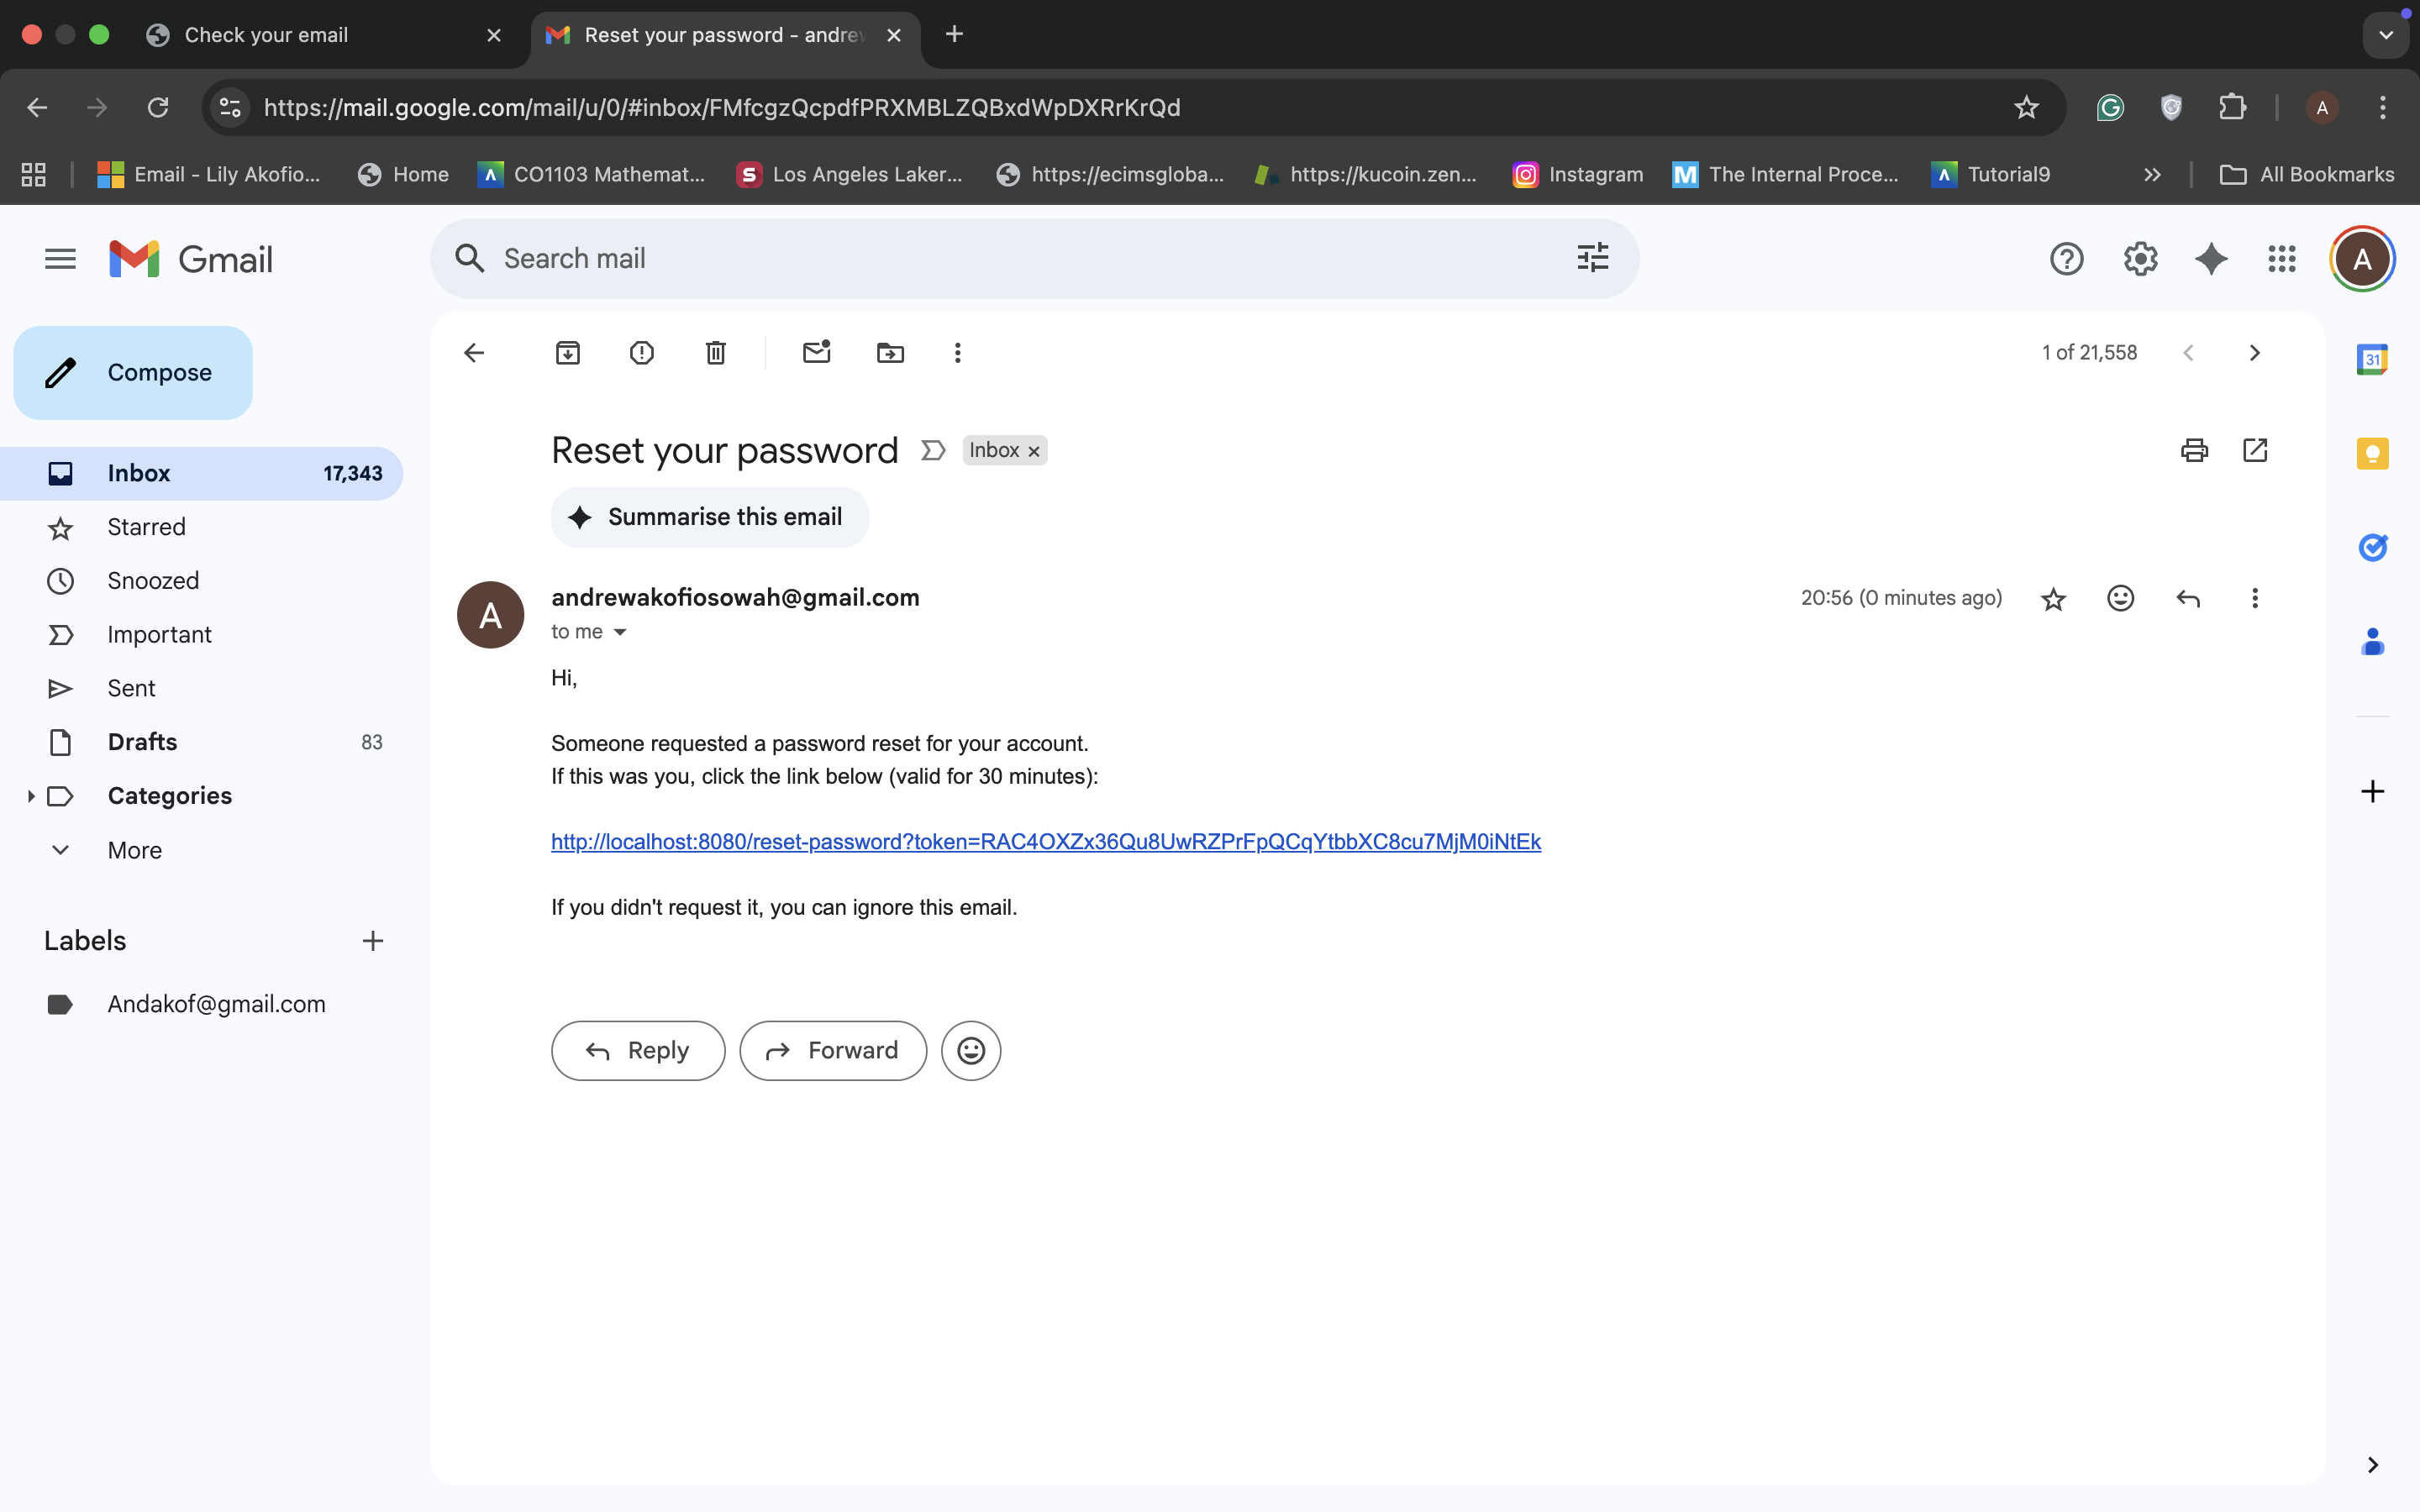 Check your email
Reset your password - andrew
https://mail.google.com/mail/u/0/#inbox/FMfcgzQcpdfPRXMBLZQBxdWpDXRrKrQd
A
Email - Lily Akofio...
Home
CO1103 Mathemat...
Los Angeles Laker...
https://ecimsgloba...
https://kucoin.zen...
Instagram
The Internal Proce...
Tutorial9
All Bookmarks
Gmail
Search mail
A
Compose
1 of 21,558
31
Inbox 17,343
Starred
Snoozed
Important
Sent
Drafts 83
Categories
More
Labels
Andakof@gmail.com
Reset your password
Inbox
Summarise this email
A
andrewakofiosowah@gmail.com
20:56 (0 minutes ago)
to me
Hi,
Someone requested a password reset for your account.
If this was you, click the link below (valid for 30 minutes):
http://localhost:8080/reset-password?token=RAC4OXZx36Qu8UwRZPrFpQCqYtbbXC8cu7MjM0iNtEk
If you didn't request it, you can ignore this email.
Reply
Forward